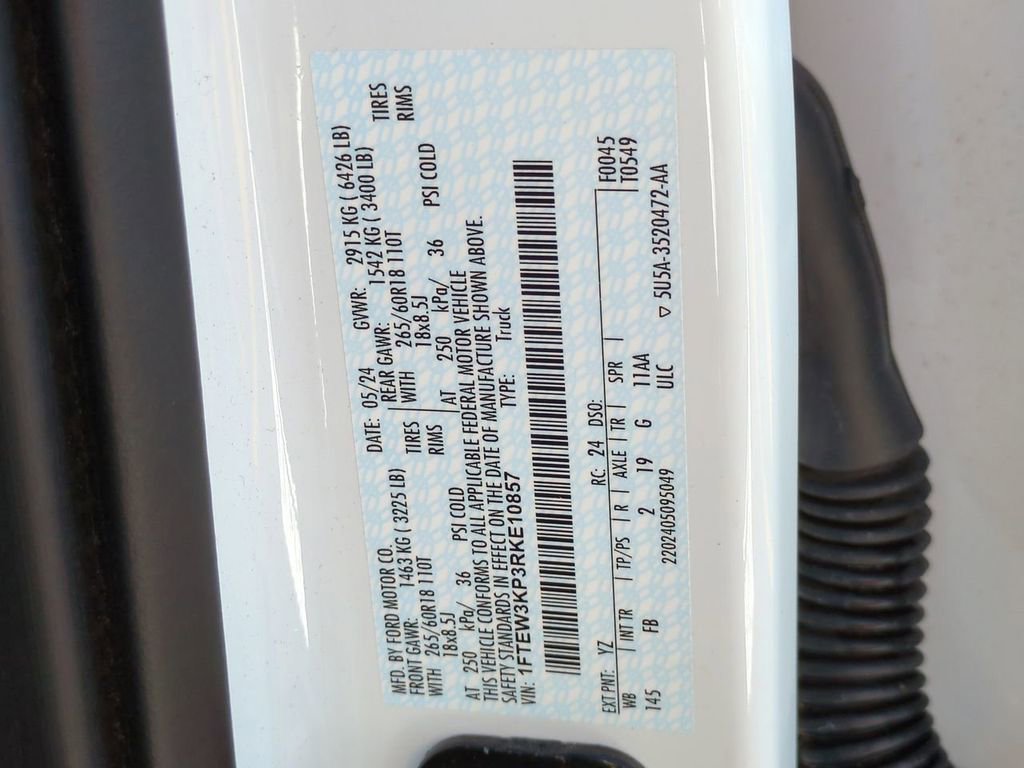 MFD. BY FORD MOTOR CO.
DATE: 05/24 GVWR: 2915 KG ( 6426 LB)
FRONT GAWR: 1463 KG ( 3225 LB)
REAR GAWR: 1542 KG ( 3400 LB)
WITH 265/60R18 110T TIRES
WITH 265/60R18 110T TIRES
18x8.5J RIMS
18x8.5J RIMS
AT 250 kPa/ 36 PSI COLD
AT 250 kPa/ 36 PSI COLD
THIS VEHICLE CONFORMS TO ALL APPLICABLE FEDERAL MOTOR VEHICLE
SAFETY STANDARDS IN EFFECT ON THE DATE OF MANUFACTURE SHOWN ABOVE.
VIN: 1FTEW3KP3RKE10857 TYPE: Truck
F0045
EXT PNT: YZ RC: 24 DSO: T0549
WB | INT TR | TP/PS | R | AXLE | TR | SPR |
145 FB 2 19 G 11AA
2202405095049 ULC ▽ 5U5A-3520472-AA